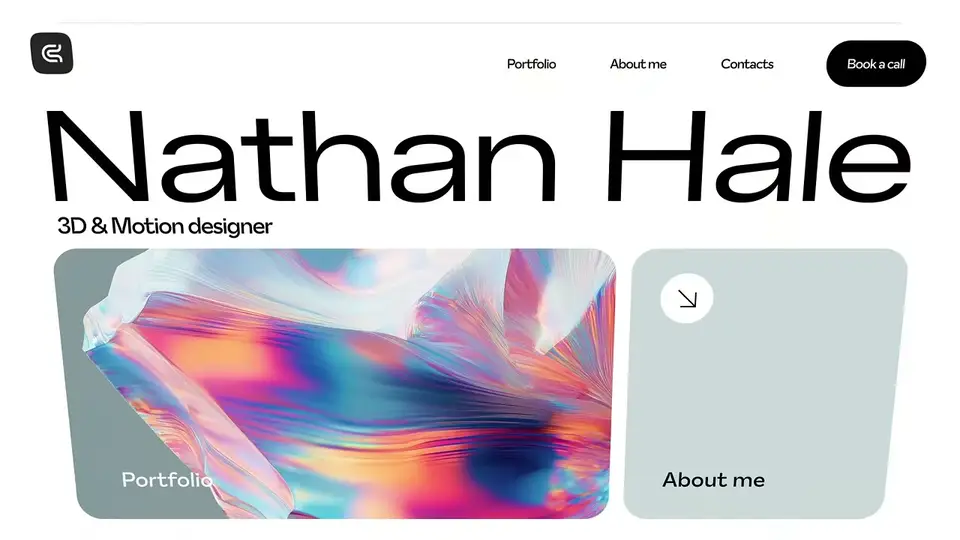 Portfolio About me Contacts Book a call
Nathan Hale
3D & Motion designer
Portfolio
About me